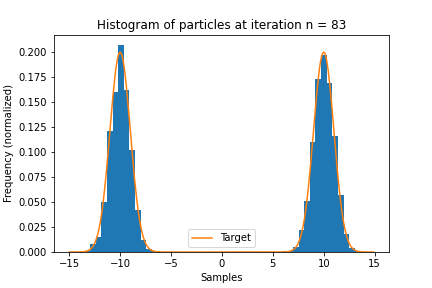 Histogram of particles at iteration n = 83
Frequency (normalized)
0.200
0.175
0.150
0.125
0.100
0.075
0.050
0.025
0.000
Target
−15 −10 −5 0 5 10 15
Samples